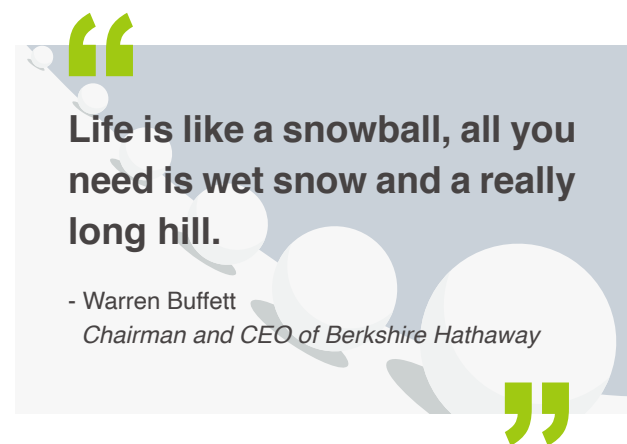 “
Life is like a snowball, all you
need is wet snow and a really
long hill.
- Warren Buffett
Chairman and CEO of Berkshire Hathaway
”